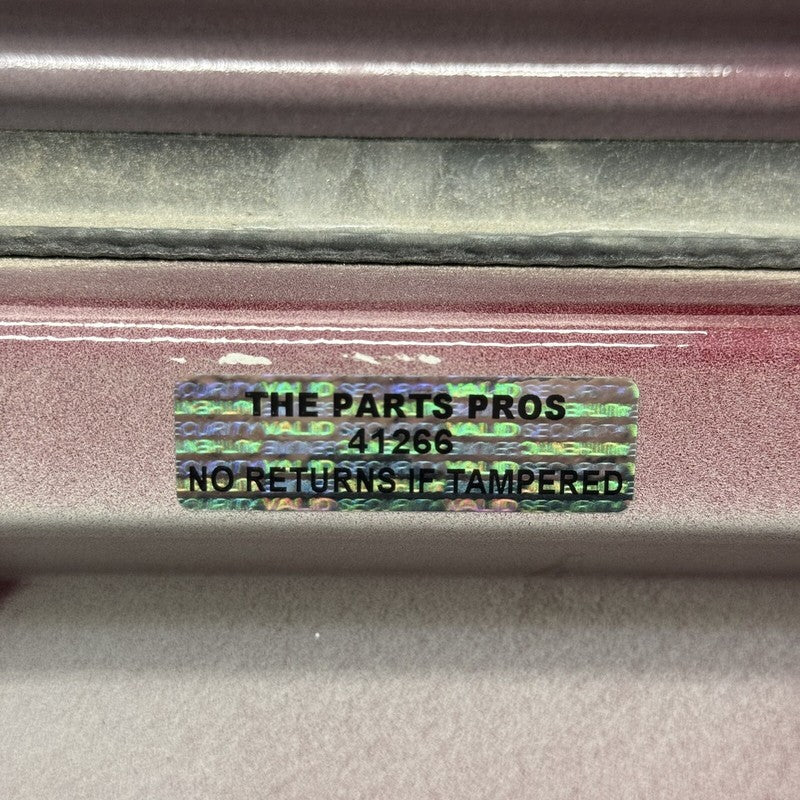 THE PARTS PROS
41266
NO RETURNS IF TAMPERED